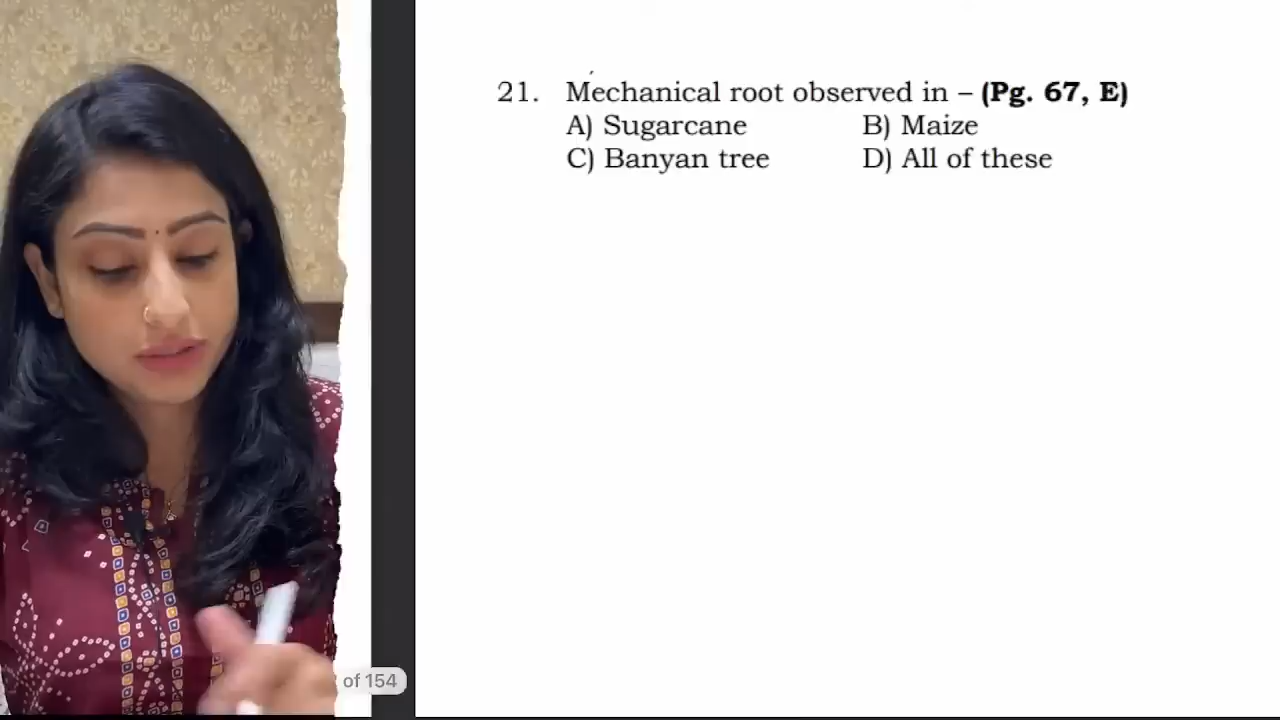 21. Mechanical root observed in – (Pg. 67, E)
A) Sugarcane B) Maize
C) Banyan tree D) All of these
of 154